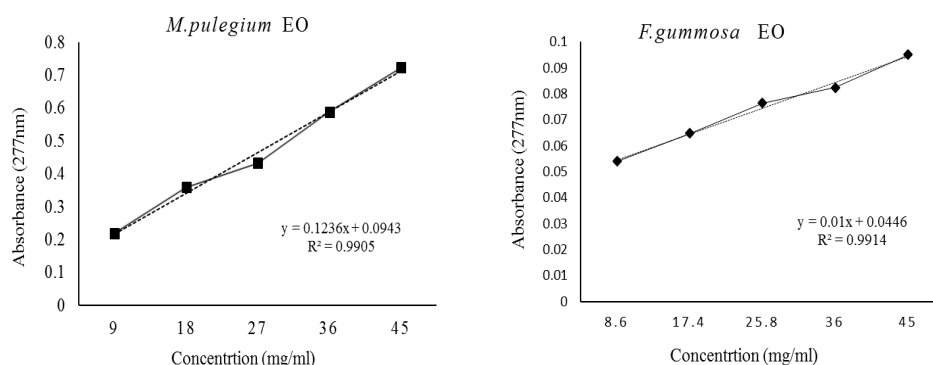 M.pulegium EO
0.8
0.7
0.6
0.5
0.4
0.3
0.2
0.1
0
Absorbance (277nm)
y = 0.1236x + 0.0943
R² = 0.9905
9 18 27 36 45
Concentrtion (mg/ml)
F.gummosa EO
0.1
0.09
0.08
0.07
0.06
0.05
0.04
0.03
0.02
0.01
0
Absorbance (277nm)
y = 0.01x + 0.0446
R² = 0.9914
8.6 17.4 25.8 36 45
Concentrtion (mg/ml)